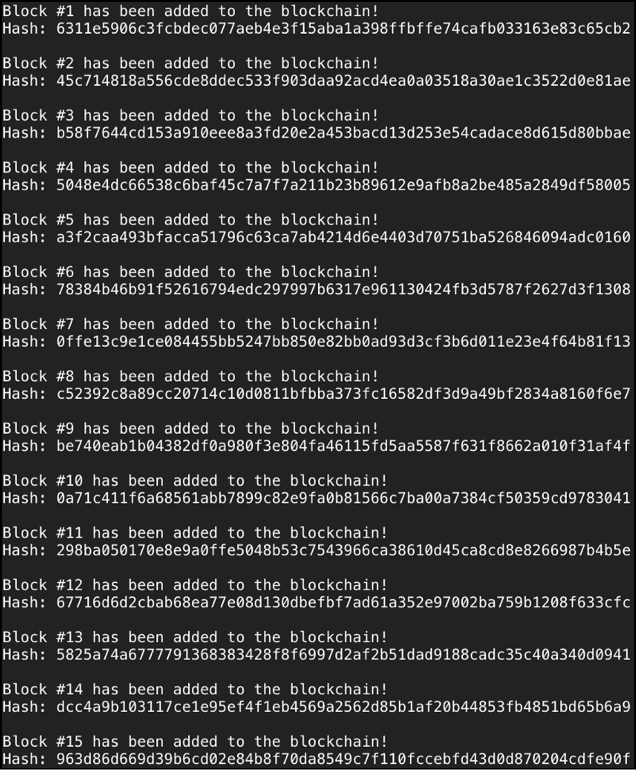 Block #1 has been added to the blockchain!
Hash: 6311e5906c3fcbdec077aeb4e3f15aba1a398ffbffe74cafb033163e83c65cb2
Block #2 has been added to the blockchain!
Hash: 45c714818a556cde8ddec533f903daa92acd4ea0a03518a30ae1c3522d0e81ae
Block #3 has been added to the blockchain!
Hash: b58f7644cd153a910eee8a3fd20e2a453bacd13d253e54cadace8d615d80bbae
Block #4 has been added to the blockchain!
Hash: 5048e4dc66538c6baf45c7a7f7a211b23b89612e9afb8a2be485a2849df58005
Block #5 has been added to the blockchain!
Hash: a3f2caa493bfacca51796c63ca7ab4214d6e4403d70751ba526846094adc0160
Block #6 has been added to the blockchain!
Hash: 78384b46b91f52616794edc297997b6317e961130424fb3d5787f2627d3f1308
Block #7 has been added to the blockchain!
Hash: 0ffe13c9e1ce084455bb5247bb850e82bb0ad93d3cf3b6d011e23e4f64b81f13
Block #8 has been added to the blockchain!
Hash: c52392c8a89cc20714c10d0811bfbba373fc16582df3d9a49bf2834a8160f6e7
Block #9 has been added to the blockchain!
Hash: be740eab1b04382df0a980f3e804fa46115fd5aa5587f631f8662a010f31af4f
Block #10 has been added to the blockchain!
Hash: 0a71c411f6a68561abb7899c82e9fa0b81566c7ba00a7384cf50359cd9783041
Block #11 has been added to the blockchain!
Hash: 298ba050170e8e9a0ffe5048b53c7543966ca38610d45ca8cd8e8266987b4b5e
Block #12 has been added to the blockchain!
Hash: 67716d6d2cbab68ea77e08d130dbefbf7ad61a352e97002ba759b1208f633cfc
Block #13 has been added to the blockchain!
Hash: 5825a74a6777791368383428f8f6997d2af2b51dad9188cadc35c40a340d0941
Block #14 has been added to the blockchain!
Hash: dcc4a9b103117ce1e95ef4f1eb4569a2562d85b1af20b44853fb4851bd65b6a9
Block #15 has been added to the blockchain!
Hash: 963d86d669d39b6cd02e84b8f70da8549c7f110fccebfd43d0d870204cdfe90f